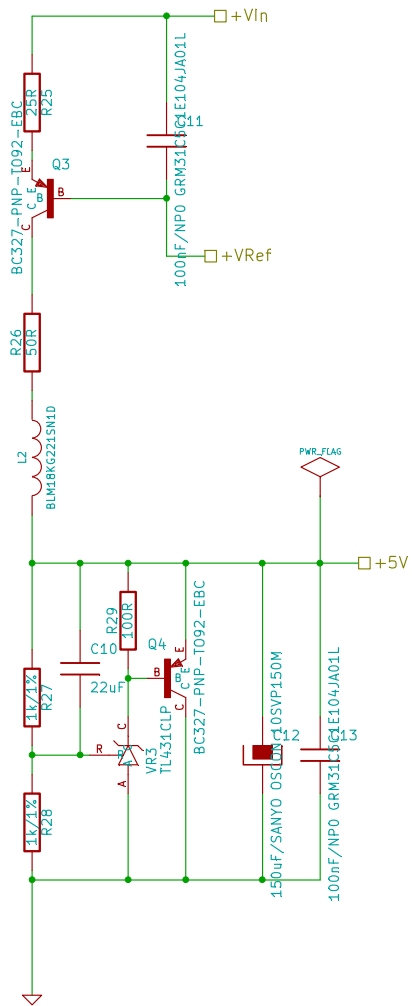 +Vin
25R
R25
C11
100nF/NP0 GRM31C5C1E104JA01L
Q3
BC327-PNP-TO92-EBC
E
B
C
E
B
C
+VRef
R26
50R
L2
BLM18KG221SN1D
PWR_FLAG
+5V
R29
100R
Q4
BC327-PNP-TO92-EBC
E
B
C
E
B
C
C10
22uF
R27
1k/1%
VR3
TL431CLP
C
R
A
R
A
C12
150uF/SANYO OSCON 10SVP150M
C13
100nF/NP0 GRM31C5C1E104JA01L
R28
1k/1%